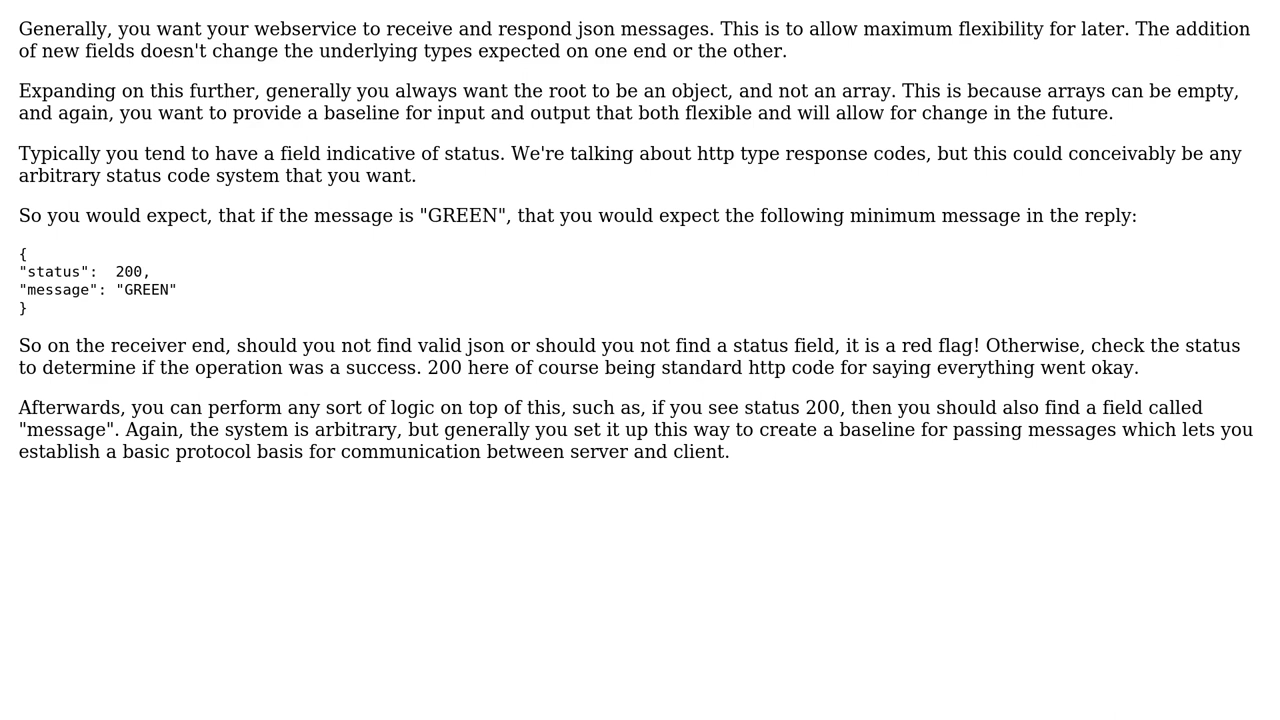 Generally, you want your webservice to receive and respond json messages. This is to allow maximum flexibility for later. The addition
of new fields doesn't change the underlying types expected on one end or the other.
Expanding on this further, generally you always want the root to be an object, and not an array. This is because arrays can be empty,
and again, you want to provide a baseline for input and output that both flexible and will allow for change in the future.
Typically you tend to have a field indicative of status. We're talking about http type response codes, but this could conceivably be any
arbitrary status code system that you want.
So you would expect, that if the message is "GREEN", that you would expect the following minimum message in the reply:
{
"status":  200,
"message": "GREEN"
}
So on the receiver end, should you not find valid json or should you not find a status field, it is a red flag! Otherwise, check the status
to determine if the operation was a success. 200 here of course being standard http code for saying everything went okay.
Afterwards, you can perform any sort of logic on top of this, such as, if you see status 200, then you should also find a field called
"message". Again, the system is arbitrary, but generally you set it up this way to create a baseline for passing messages which lets you
establish a basic protocol basis for communication between server and client.